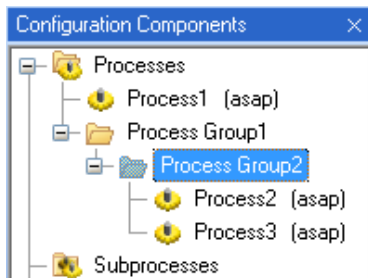 Configuration Components
Processes
Process1 (asap)
Process Group1
Process Group2
Process2 (asap)
Process3 (asap)
Subprocesses